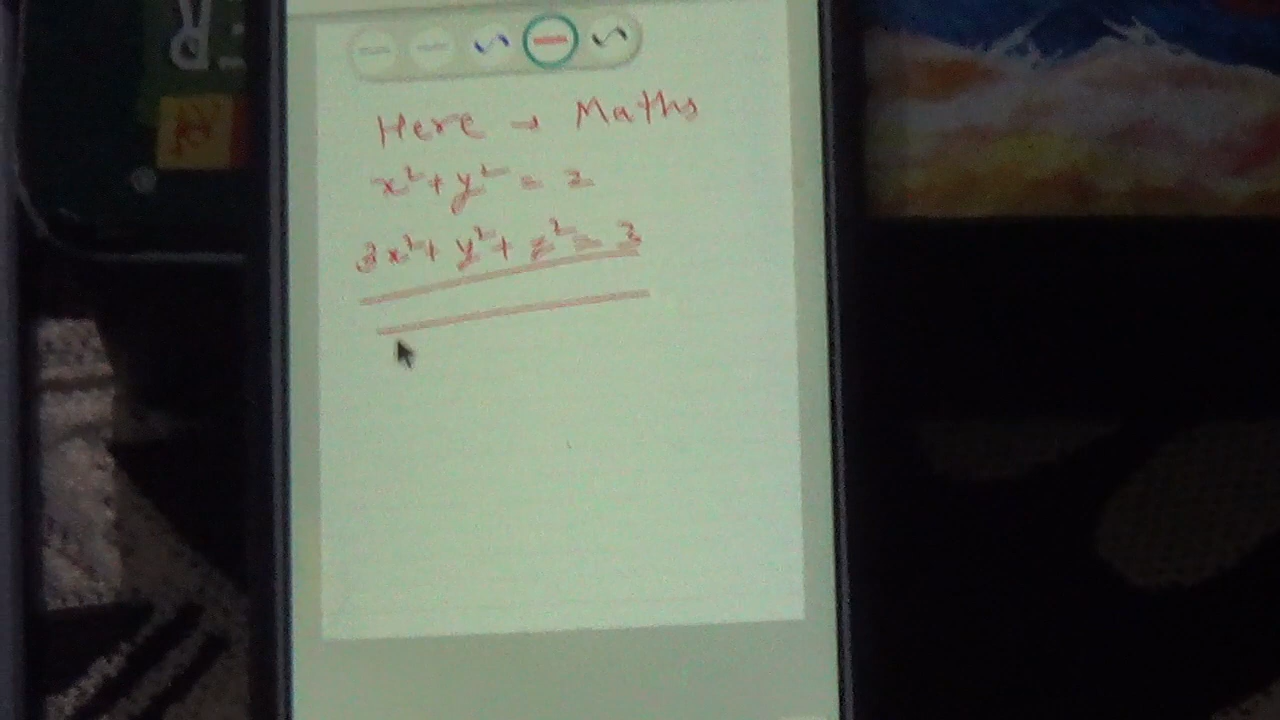 Here → Maths
x² + y² = 2
3x² + y² + z² = 3